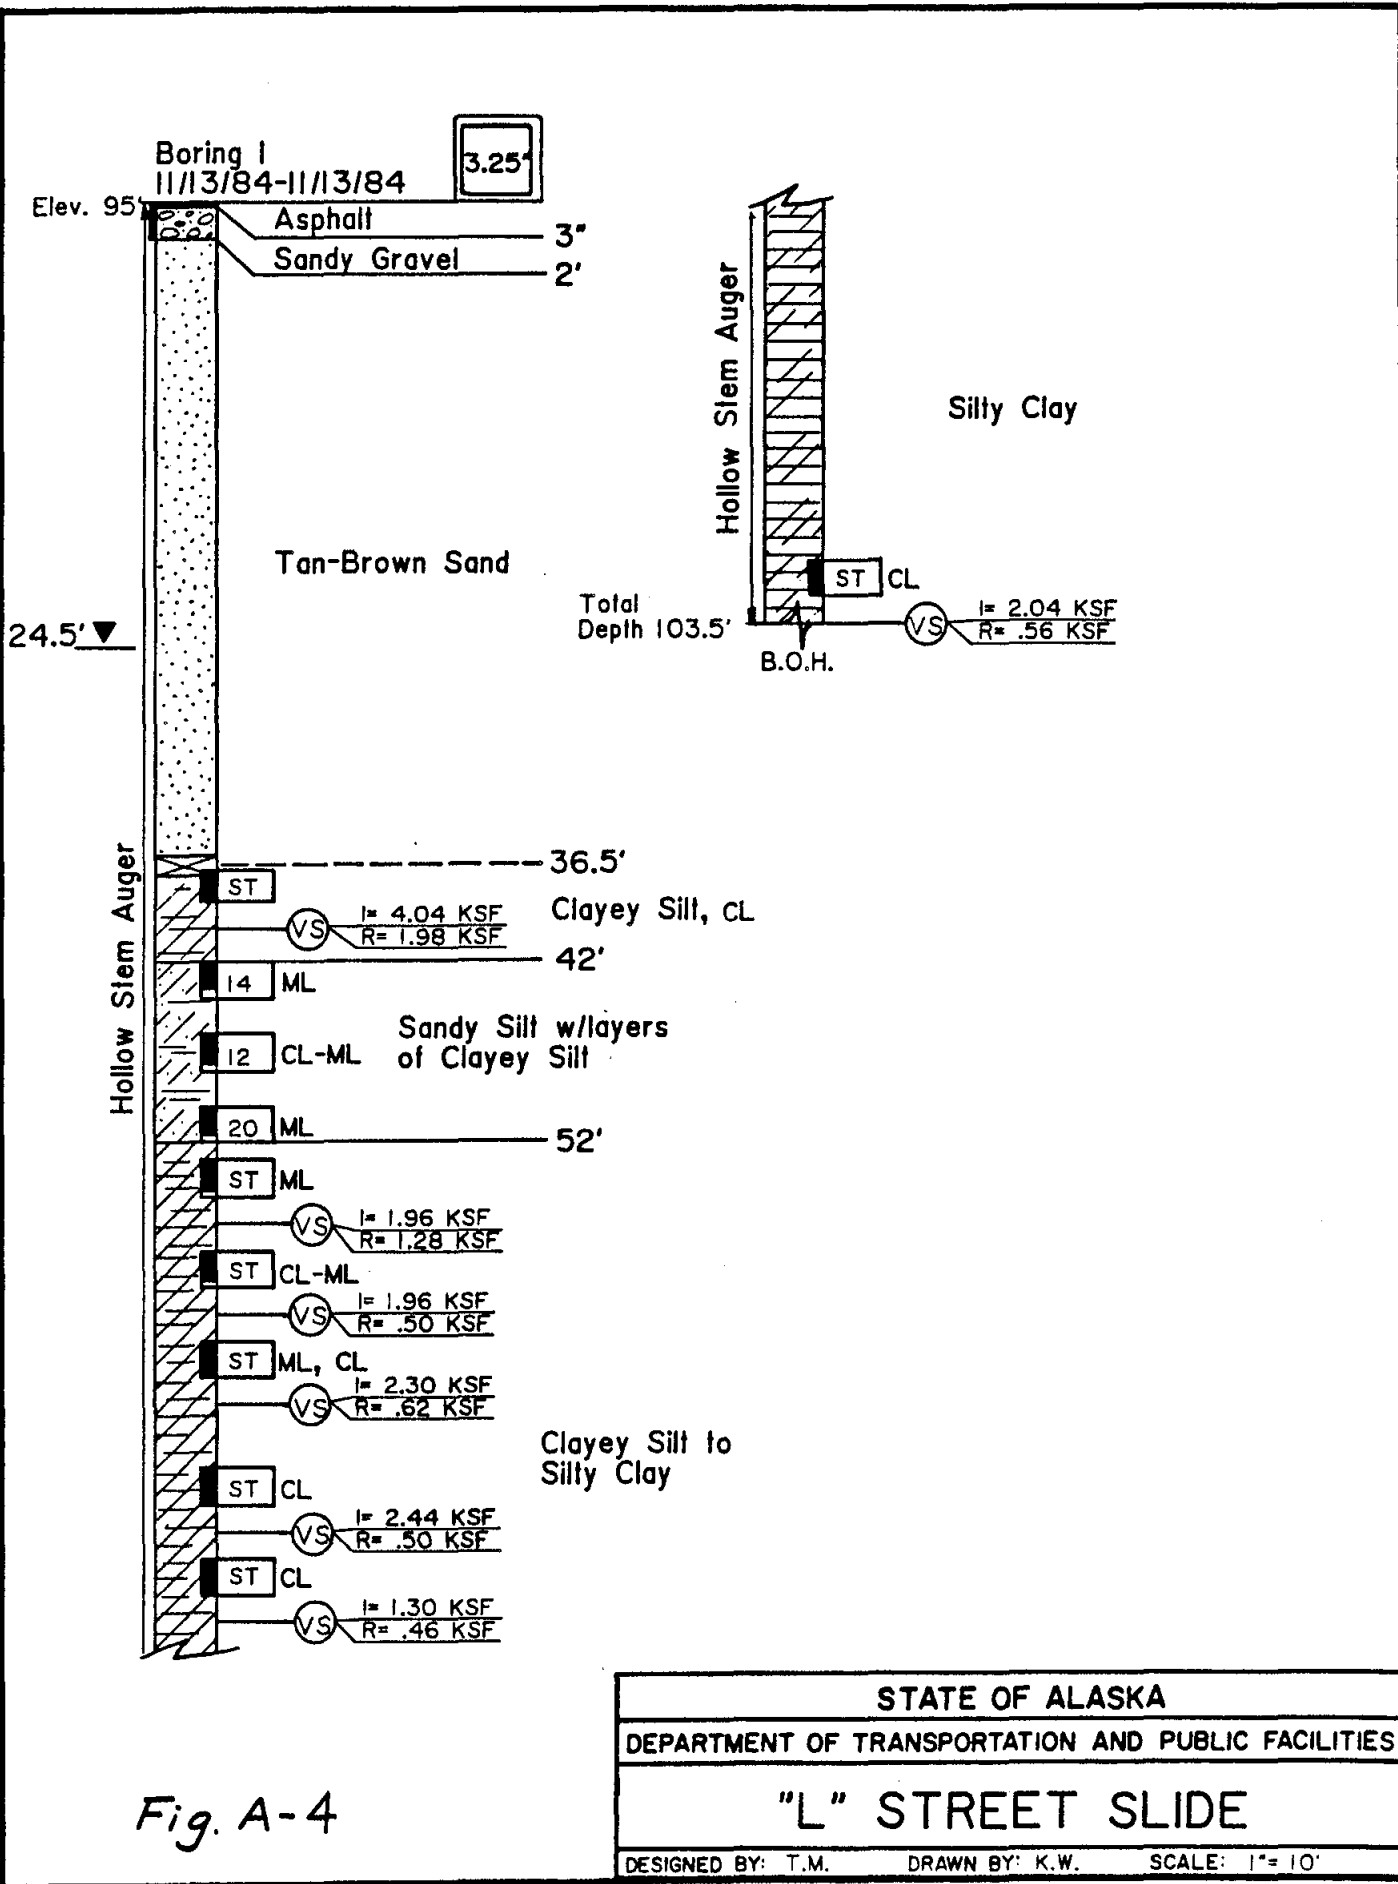 Boring 1
11/13/84-11/13/84
3.25"
Elev. 95'
Asphalt
3"
Sandy Gravel
2'
Tan-Brown Sand
24.5'
Hollow Stem Auger
36.5'
ST
Clayey Silt, CL
VS
I= 4.04 KSF
R= 1.98 KSF
42'
14 ML
Sandy Silt w/layers
of Clayey Silt
12 CL-ML
20 ML
52'
ST ML
VS
I= 1.96 KSF
R= 1.28 KSF
ST CL-ML
VS
I= 1.96 KSF
R= .50 KSF
ST ML, CL
VS
I= 2.30 KSF
R= .62 KSF
Clayey Silt to
Silty Clay
ST CL
VS
I= 2.44 KSF
R= .50 KSF
ST CL
VS
I= 1.30 KSF
R= .46 KSF
Hollow Stem Auger
Silty Clay
ST CL
Total
Depth 103.5'
VS
I= 2.04 KSF
R= .56 KSF
B.O.H.
Fig. A-4
STATE OF ALASKA
DEPARTMENT OF TRANSPORTATION AND PUBLIC FACILITIES
"L" STREET SLIDE
DESIGNED BY: T.M. DRAWN BY: K.W. SCALE: 1"= 10'